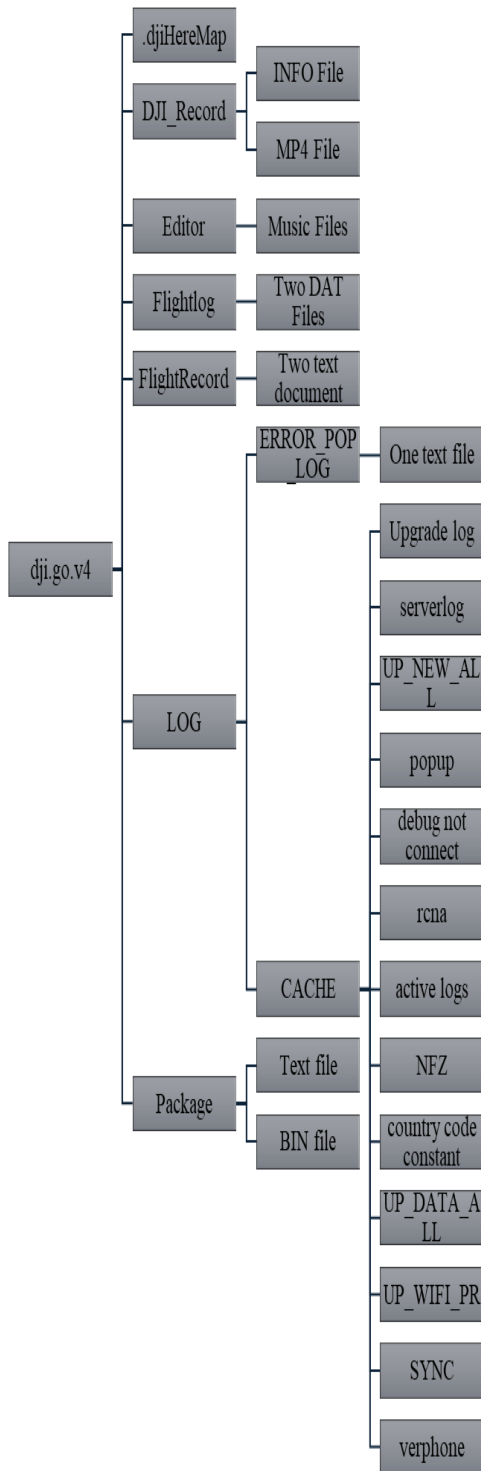 .djiHereMap
DJI_Record
INFO File
MP4 File
Editor
Music Files
Flightlog
Two DAT
Files
FlightRecord
Two text
document
dji.go.v4
LOG
ERROR_POP
_LOG
One text file
CACHE
Upgrade log
serverlog
UP_NEW_AL
L
popup
debug not
connect
rcna
active logs
NFZ
country code
constant
UP_DATA_A
LL
UP_WIFI_PR
SYNC
verphone
Package
Text file
BIN file